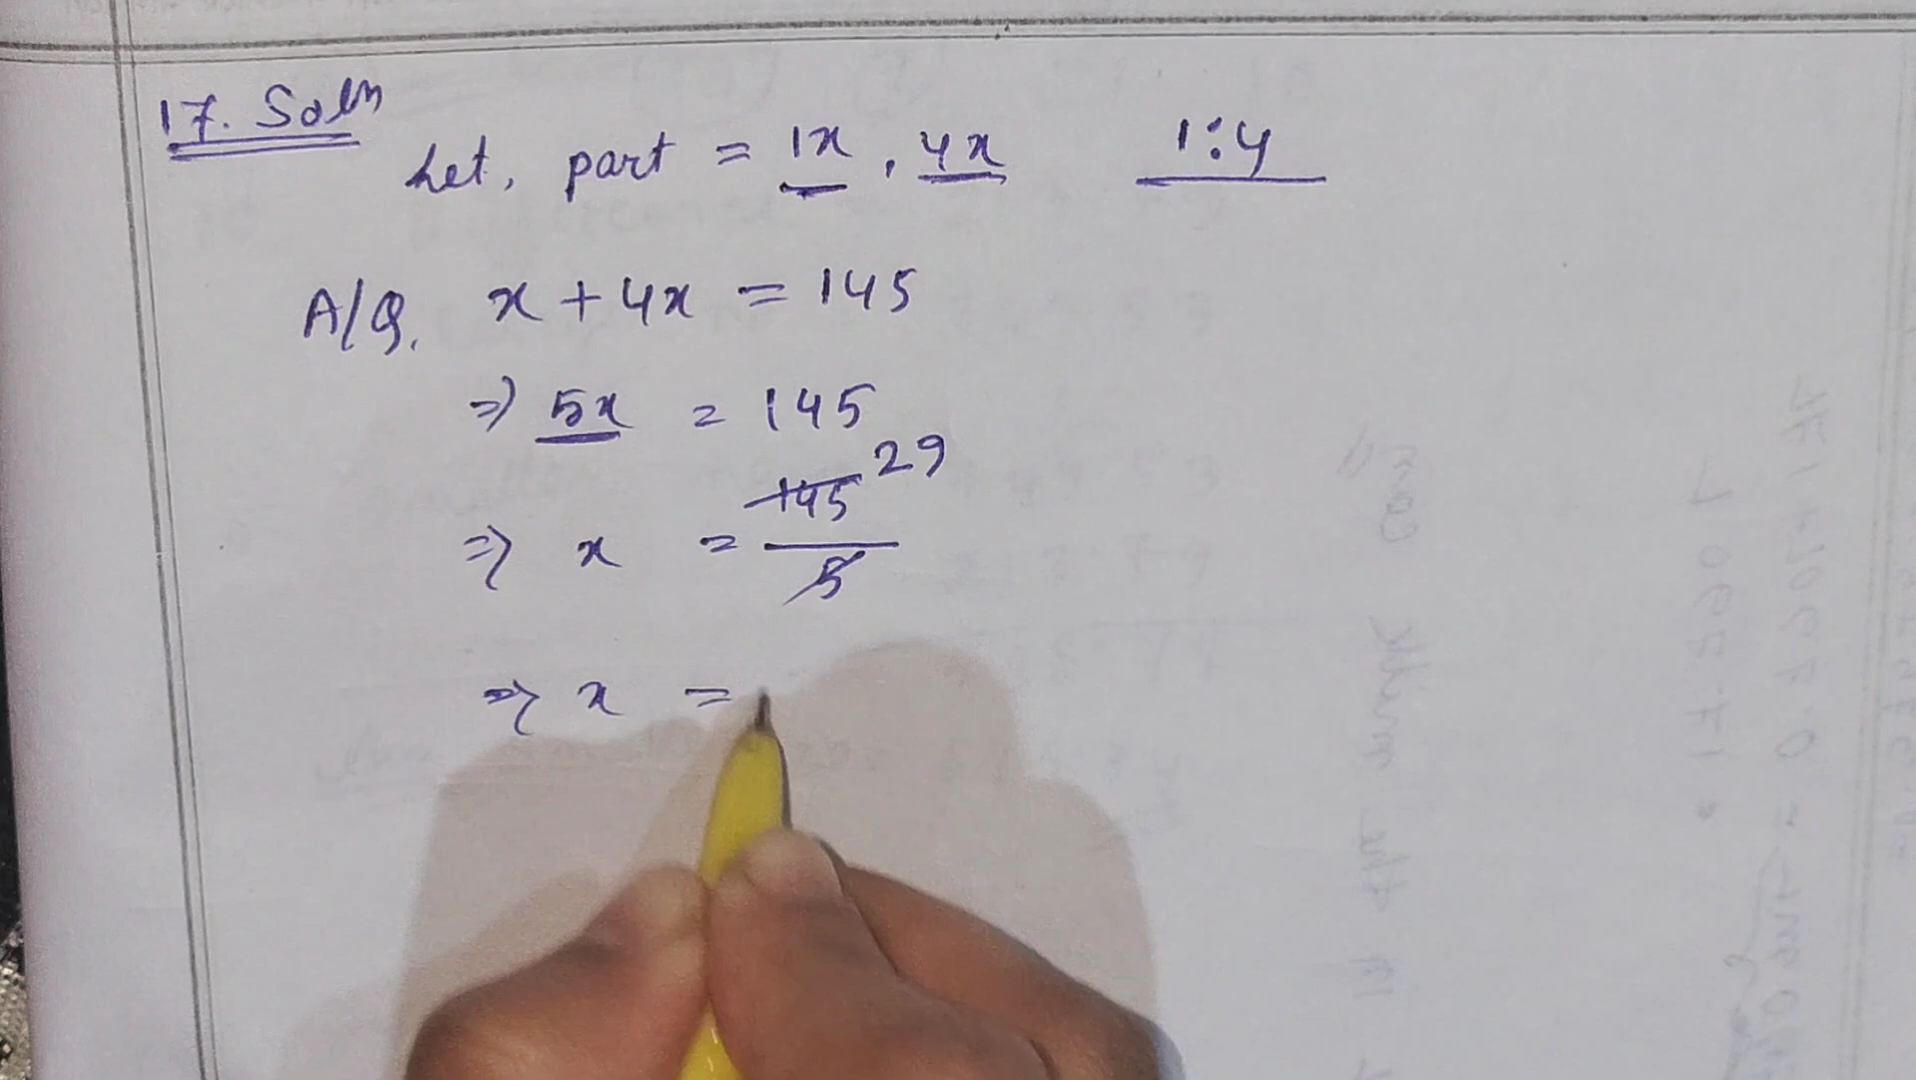 17. Soln
Let, part = 1x, 4x 1:4
A/Q, x + 4x = 145
=> 5x = 145
=> x = 145/5 29
=> x =